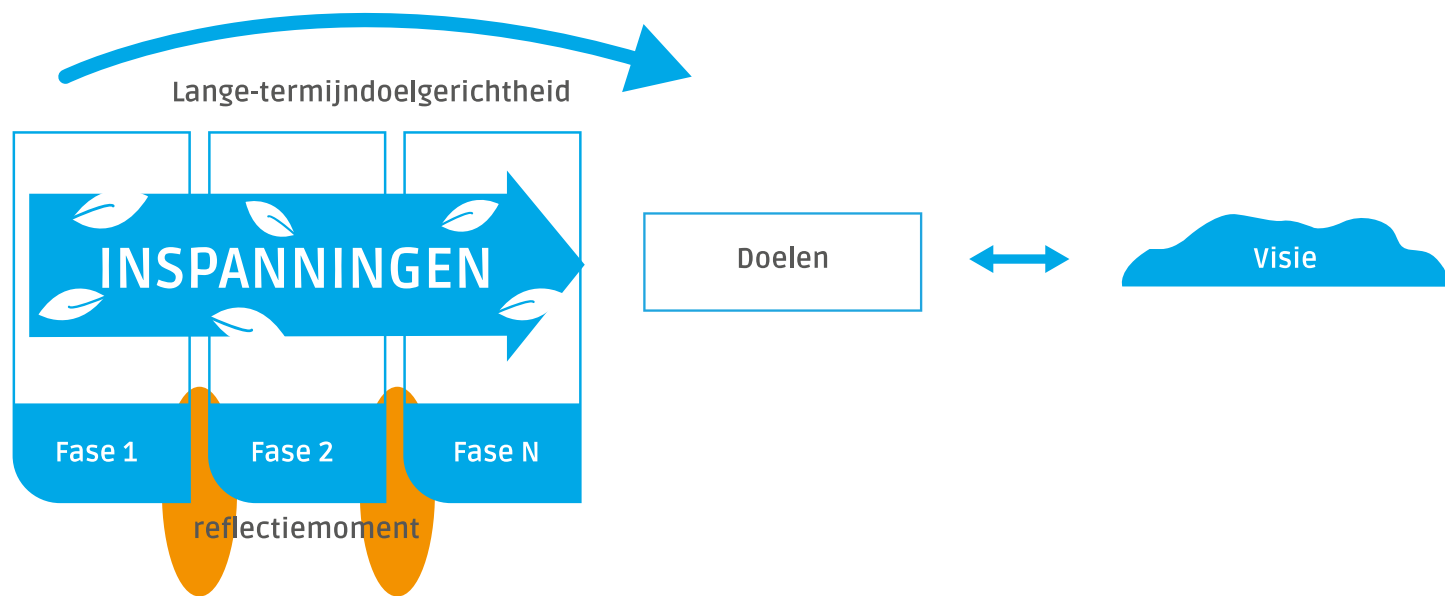 Lange-termijndoelgerichtheid
INSPANNINGEN
Doelen
Visie
Fase 1
Fase 2
Fase N
reflectiemoment